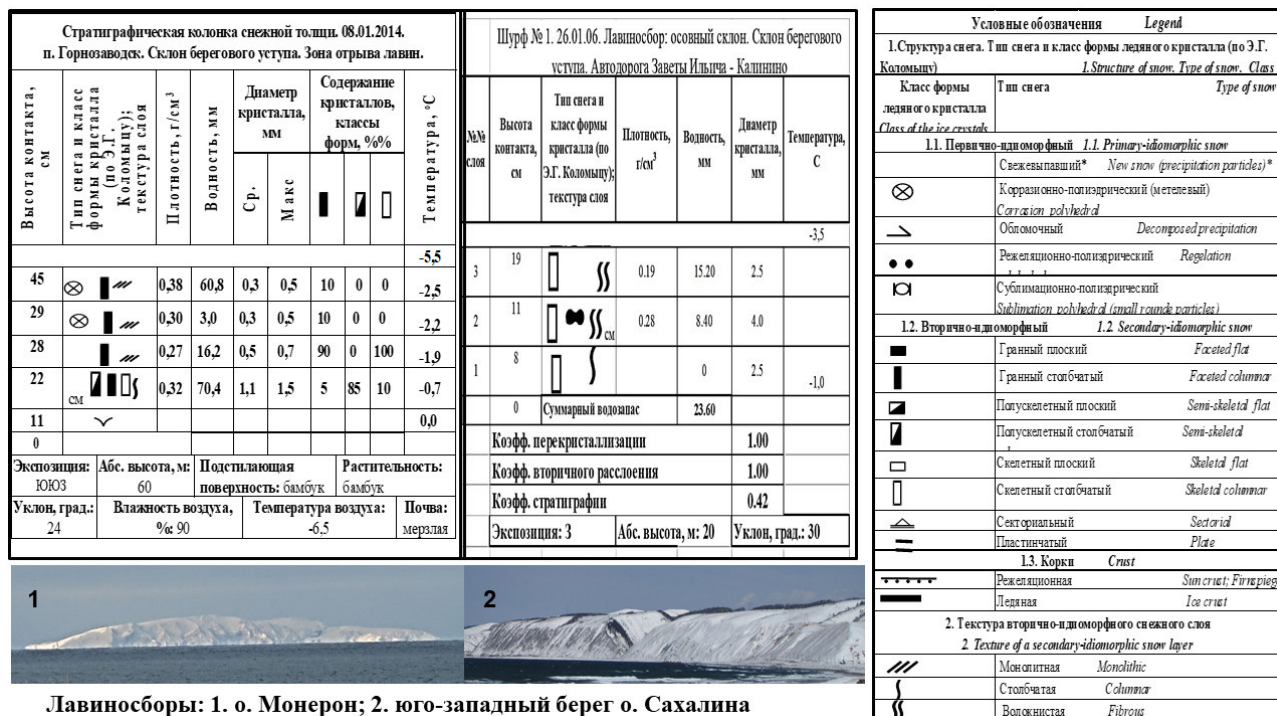 Стратиграфическая колонка снежной толщи. 08.01.2014.
п. Горнозаводск. Склон берегового уступа. Зона отрыва лавин.
Высота контакта, см
Тип снега и класс формы кристалла (по Э.Г. Коломыцу); текстура слоя
Плотность, г/см³
Водность, мм
Диаметр кристалла, мм
Ср.
Макс
Содержание кристаллов, классы форм, %%
Температура, °С
-5,5
45 0,38 60,8 0,3 0,5 10 0 0 -2,5
29 0,30 3,0 0,3 0,5 10 0 0 -2,2
28 0,27 16,2 0,5 0,7 90 0 100 -1,9
22 см 0,32 70,4 1,1 1,5 5 85 10 -0,7
11 0,0
0
Экспозиция: ЮЮЗ
Абс. высота, м: 60
Подстилающая поверхность: бамбук
Растительность: бамбук
Уклон, град.: 24
Влажность воздуха, %: 90
Температура воздуха: -6,5
Почва: мерзлая
Шурф № 1. 26.01.06. Лавиносбор: осовный склон. Склон берегового
уступа. Автодорога Заветы Ильича - Калинино
№№ слоя
Высота контакта, см
Тип снега и класс формы кристалла (по Э.Г. Коломыцу); текстура слоя
Плотность, г/см³
Водность, мм
Диаметр кристалла, мм
Температура, С
-3,5
3 19 0.19 15.20 2.5
2 11 см 0.28 8.40 4.0
1 8 0 2.5 -1,0
0 Суммарный водозапас 23.60
Коэфф. перекристаллизации 1.00
Коэфф. вторичного расслоения 1.00
Коэфф. стратиграфии 0.42
Экспозиция: З Абс. высота, м: 20 Уклон, град.: 30
Условные обозначения Legend
1.Структура снега. Тип снега и класс формы ледяного кристалла (по Э.Г.
Коломыцу) 1.Structure of snow. Type of snow. Class
Класс формы
ледяного кристалла
Class of the ice crystals
Тип снега Type of snow
1.1. Первично-идиоморфный 1.1. Primary-idiomorphic snow
Свежевыпавший* New snow (precipitation particles)*
Корразионно-полиэдрический (метелевый)
Corrasion polyhedral
Обломочный Decomposed precipitation
Режеляционно-полиэдрический Regelation
Сублимационно-полиэдрический
Sublimation polyhedral (small rounde particles)
1.2. Вторично-идиоморфный 1.2. Secondary-idiomorphic snow
Гранный плоский Faceted flat
Гранный столбчатый Faceted columnar
Полускелетный плоский Semi-skeletal flat
Полускелетный столбчатый Semi-skeletal
Скелетный плоский Skeletal flat
Скелетный столбчатый Skeletal columnar
Секториальный Sectorial
Пластинчатый Plate
1.3. Корки Crust
Режеляционная Sun crust; Firnspieg
Ледяная Ice crust
2. Текстура вторично-идиоморфного снежного слоя
2. Texture of a secondary-idiomorphic snow layer
Монолитная Monolithic
Столбчатая Columnar
Волокнистая Fibrous
1
2
Лавиносборы: 1. о. Монерон; 2. юго-западный берег о. Сахалина